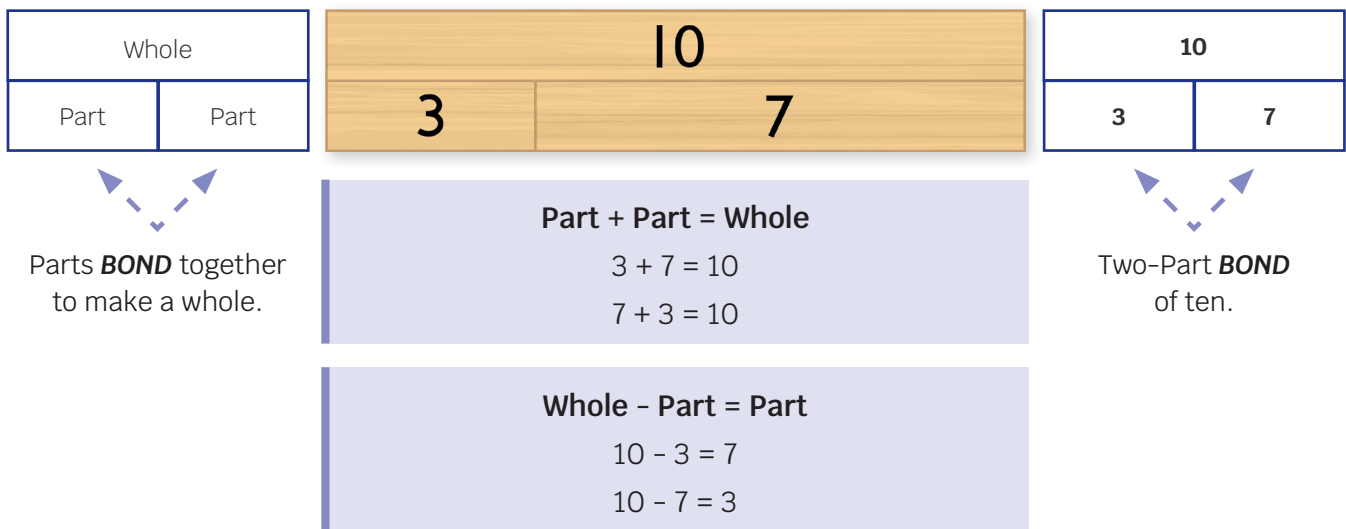 Whole
Part Part
Parts BOND together
to make a whole.
10
3 7
Part + Part = Whole
3 + 7 = 10
7 + 3 = 10
Whole - Part = Part
10 - 3 = 7
10 - 7 = 3
10
3 7
Two-Part BOND
of ten.